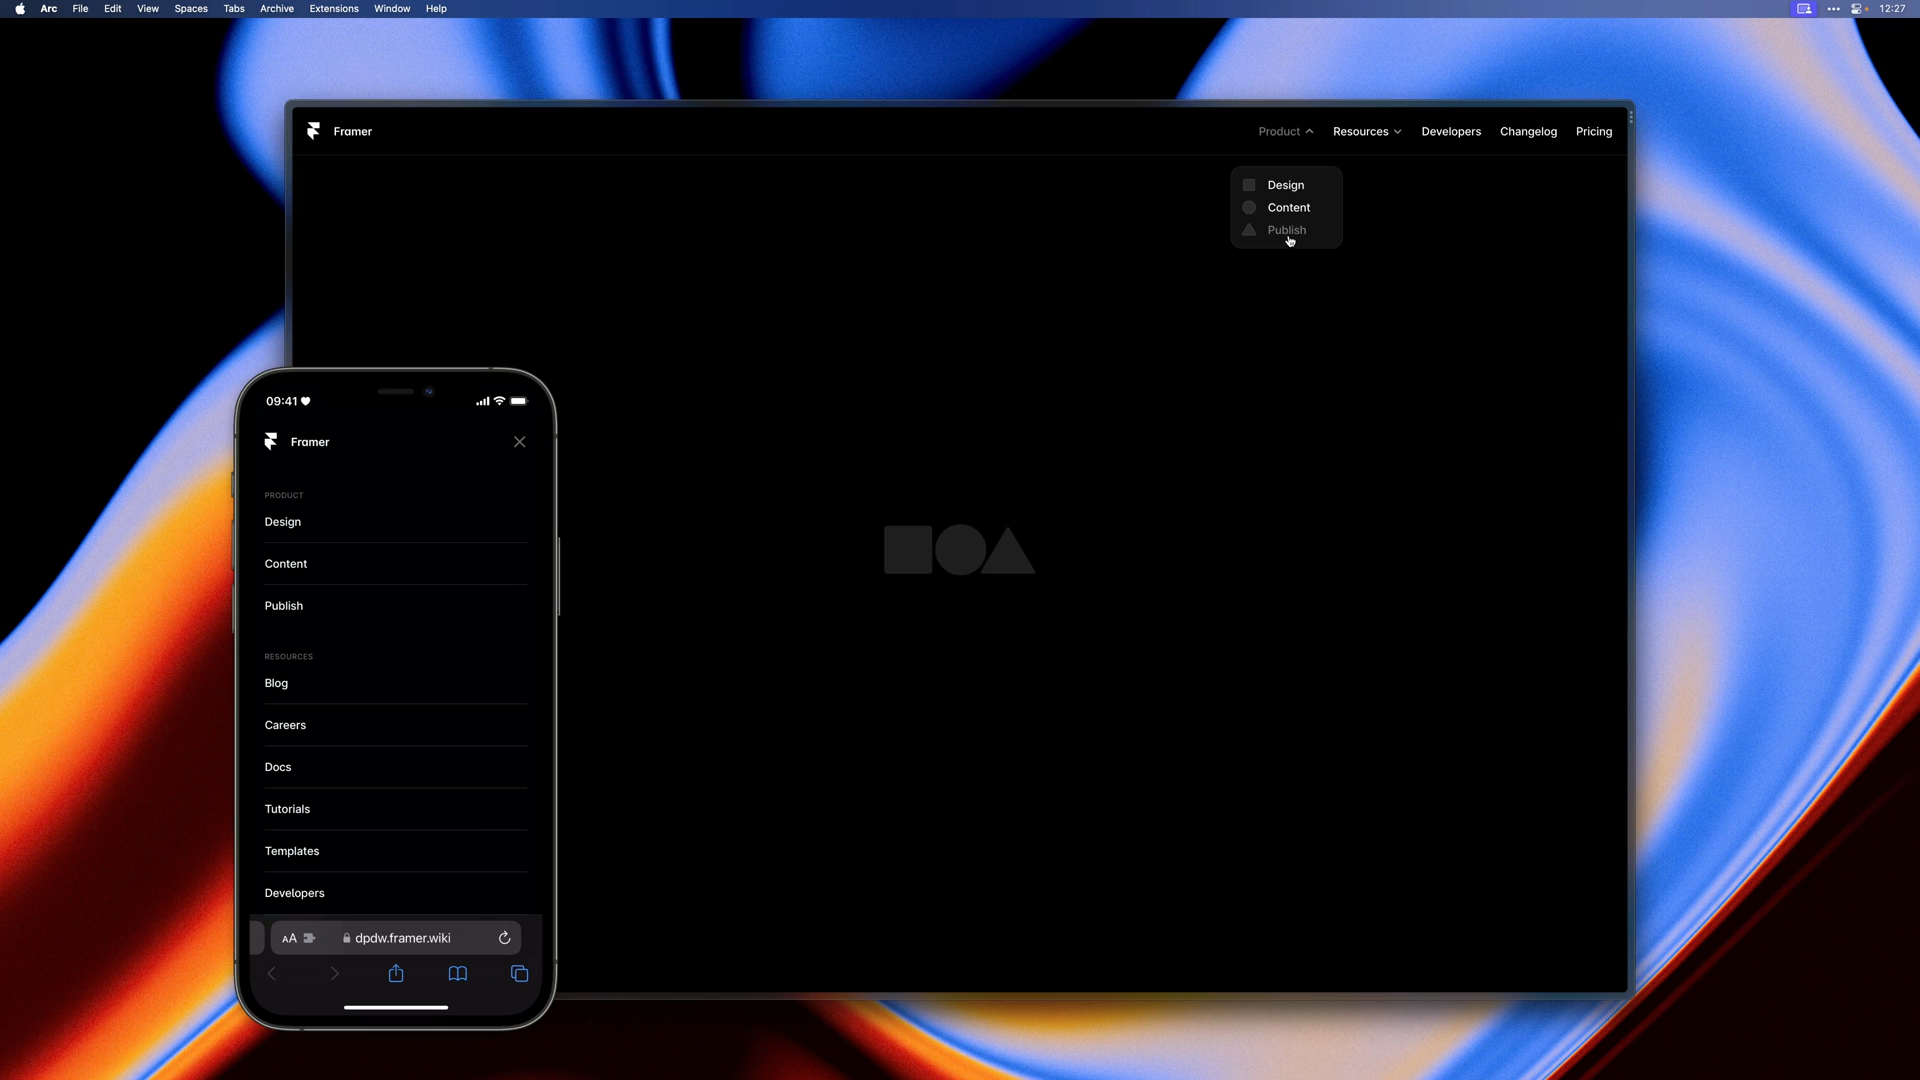 Arc File Edit View Spaces Tabs Archive Extensions Window Help 12:27
Framer Product Resources Developers Changelog Pricing
Design
Content
Publish
09:41
Framer
PRODUCT
Design
Content
Publish
RESOURCES
Blog
Careers
Docs
Tutorials
Templates
Developers
AA dpdw.framer.wiki